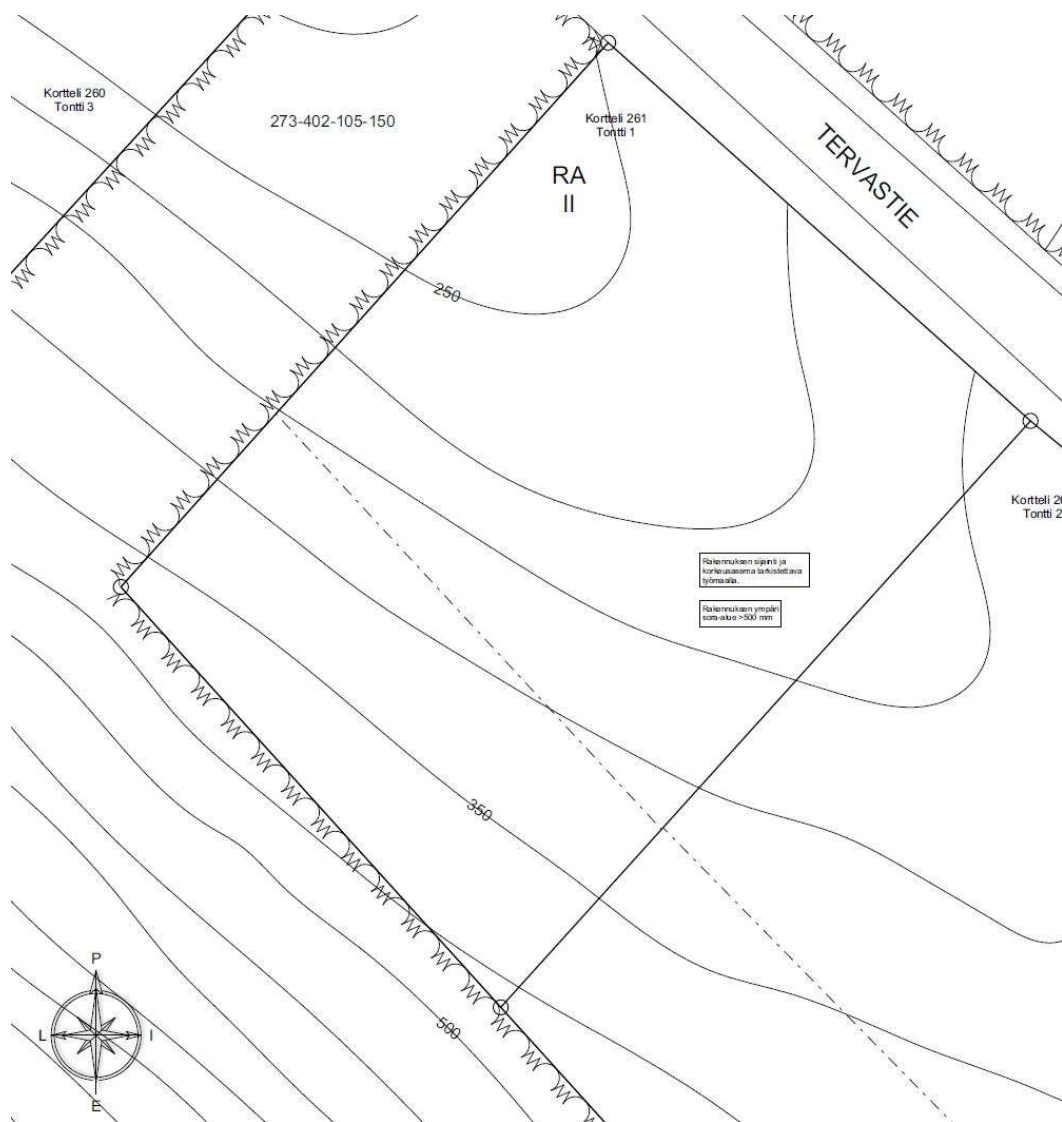 Kortteli 260
Tontti 3
273-402-105-150
Kortteli 261
Tontti 1
RA
II
TERVASTIE
250
Kortteli 26
Tontti 2
Rakennuksen sijainti ja
korkeusasema tarkistettava
työmaalla.
Rakennuksen ympäri
sora-alue >500 mm
350
500
P
L
I
E